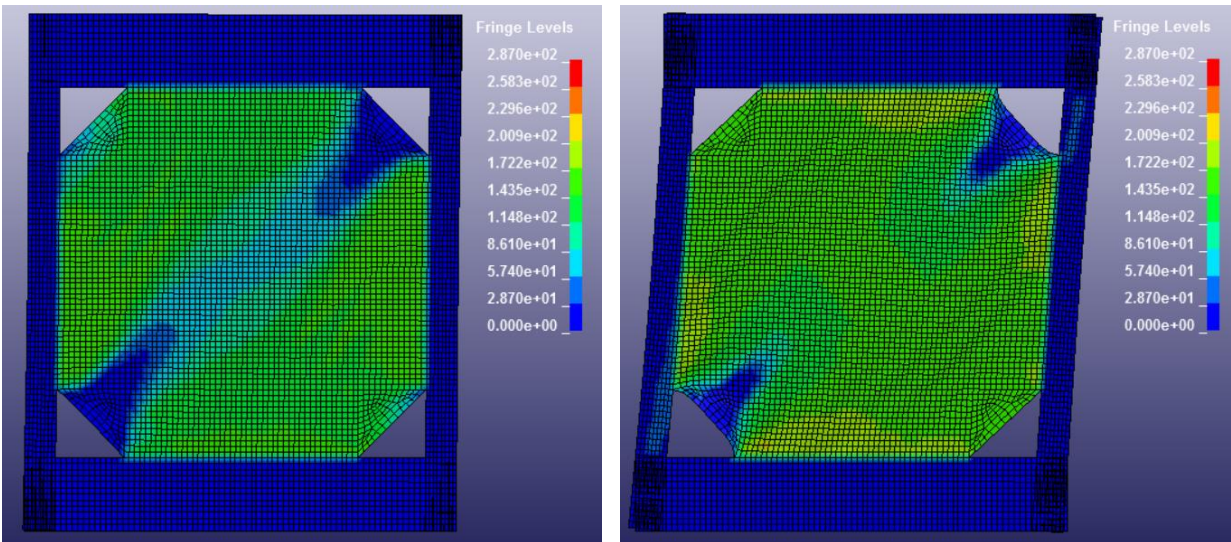 Fringe Levels
2.870e+02
2.583e+02
2.296e+02
2.009e+02
1.722e+02
1.435e+02
1.148e+02
8.610e+01
5.740e+01
2.870e+01
0.000e+00
Fringe Levels
2.870e+02
2.583e+02
2.296e+02
2.009e+02
1.722e+02
1.435e+02
1.148e+02
8.610e+01
5.740e+01
2.870e+01
0.000e+00